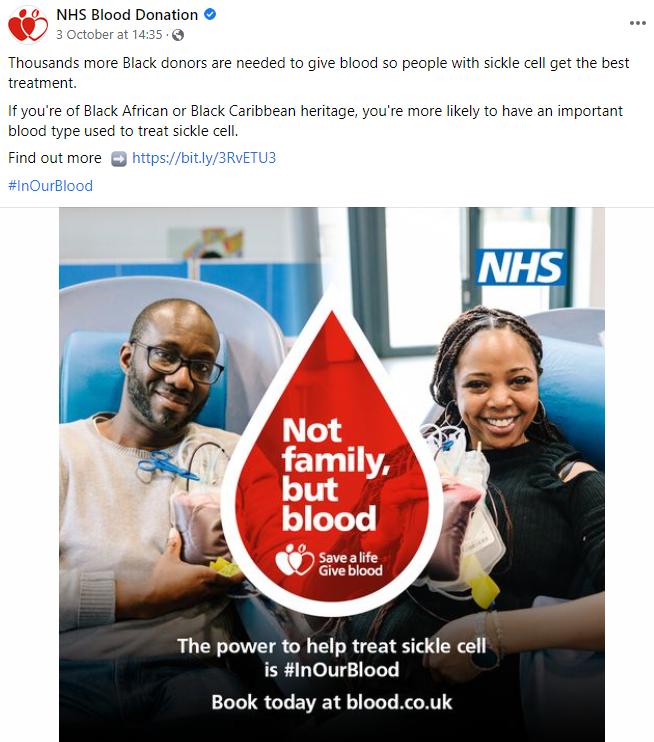 NHS Blood Donation
3 October at 14:35 ·
Thousands more Black donors are needed to give blood so people with sickle cell get the best
treatment.
If you're of Black African or Black Caribbean heritage, you're more likely to have an important
blood type used to treat sickle cell.
Find out more ➡️ https://bit.ly/3RvETU3
#InOurBlood
NHS
Not
family,
but
blood
Save a life
Give blood
The power to help treat sickle cell
is #InOurBlood
Book today at blood.co.uk